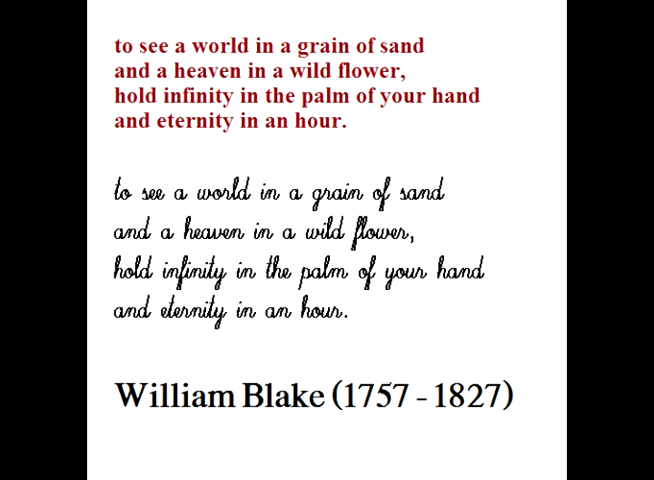 to see a world in a grain of sand
and a heaven in a wild flower,
hold infinity in the palm of your hand
and eternity in an hour.
to see a world in a grain of sand
and a heaven in a wild flower,
hold infinity in the palm of your hand
and eternity in an hour.
William Blake (1757 - 1827)